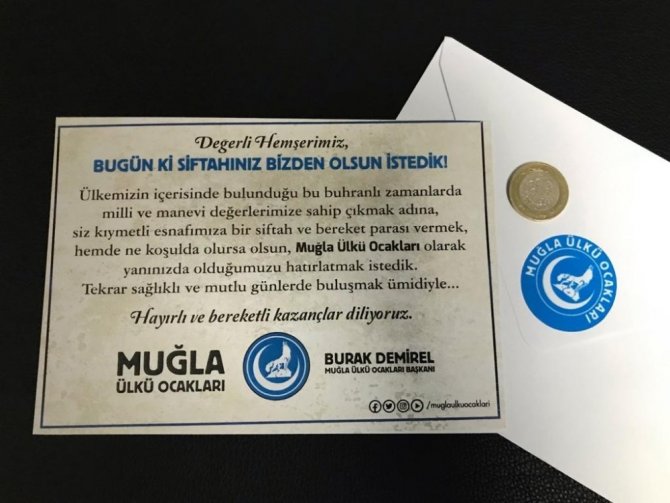 Degerli Hemşerimiz,
BUGÜN Kİ SİFTAHINIZ BİZDEN OLSUN İSTEDİK!
Ülkemizin içerisinde bulunduğu bu buhranlı zamanlarda
milli ve manevi değerlerimize sahip çıkmak adına,
siz kıymetli esnafımıza bir siftah ve bereket parası vermek,
hemde ne koşulda olursa olsun, Muğla Ülkü Ocakları olarak
yanınızda olduğumuzu hatırlatmak istedik.
Tekrar sağlıklı ve mutlu günlerde buluşmak ümidiyle...
Hayırlı ve bereketli kazançlar diliyoruz.
MUĞLA
ÜLKÜ OCAKLARI
BURAK DEMİREL
MUĞLA ÜLKÜ OCAKLARI BAŞKANI
/muglaulkuocaklari
MUĞLA ÜLKÜ OCAKLARI